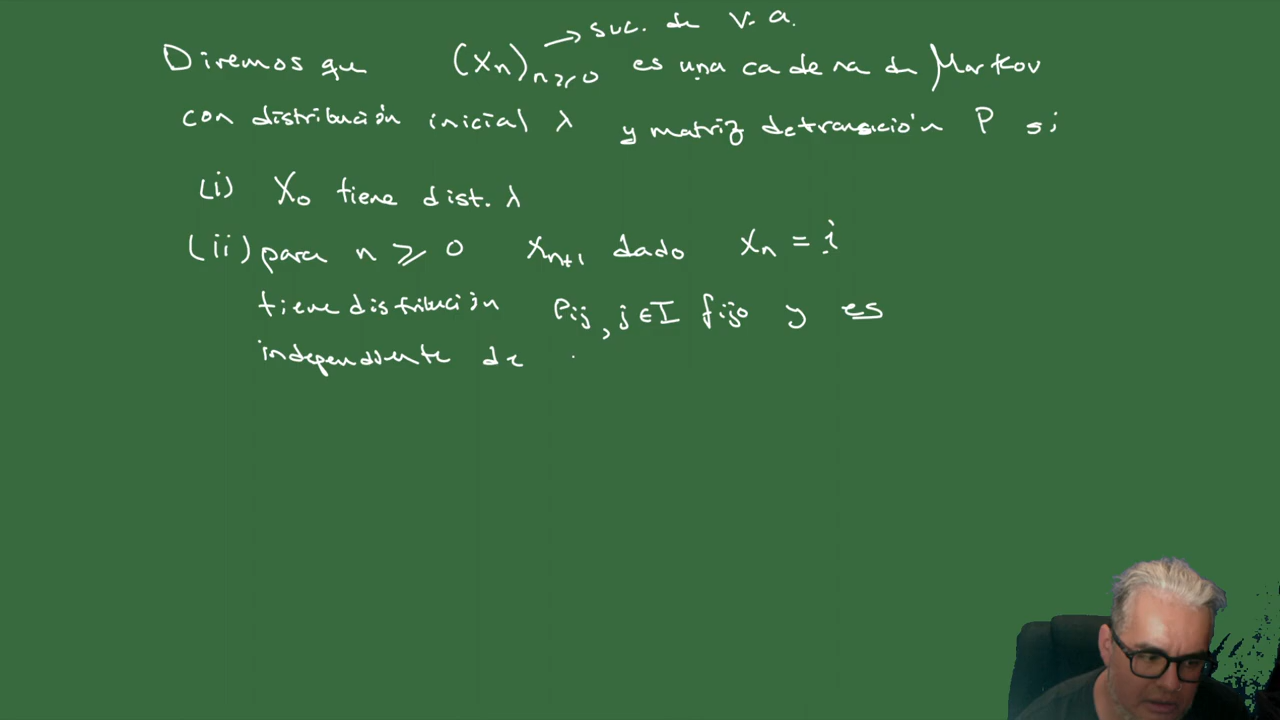 → suc. de v. a.
Diremos que (Xn)n≥0 es una cadena de Markov
con distribución inicial λ y matriz de transición P si
(i) X0 tiene dist. λ
(ii) para n ≥ 0 Xn+1 dado Xn = i
tiene distribución Pij, j ∈ I fijo y es
independiente de